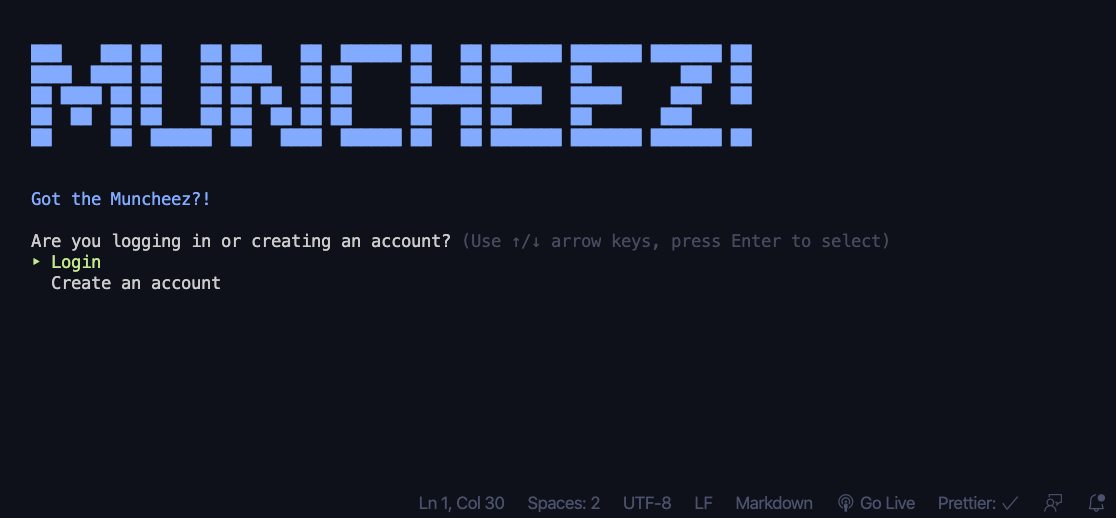 MUNCHEEZ!
Got the Muncheez?!
Are you logging in or creating an account? (Use ↑/↓ arrow keys, press Enter to select)
▸ Login
Create an account
Ln 1, Col 30 Spaces: 2 UTF-8 LF Markdown Go Live Prettier: ✓